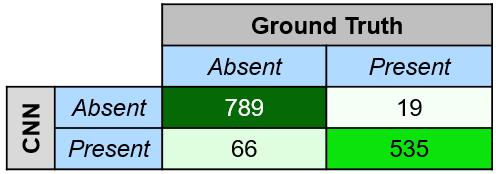 Ground Truth
Absent Present
CNN
Absent 789 19
Present 66 535